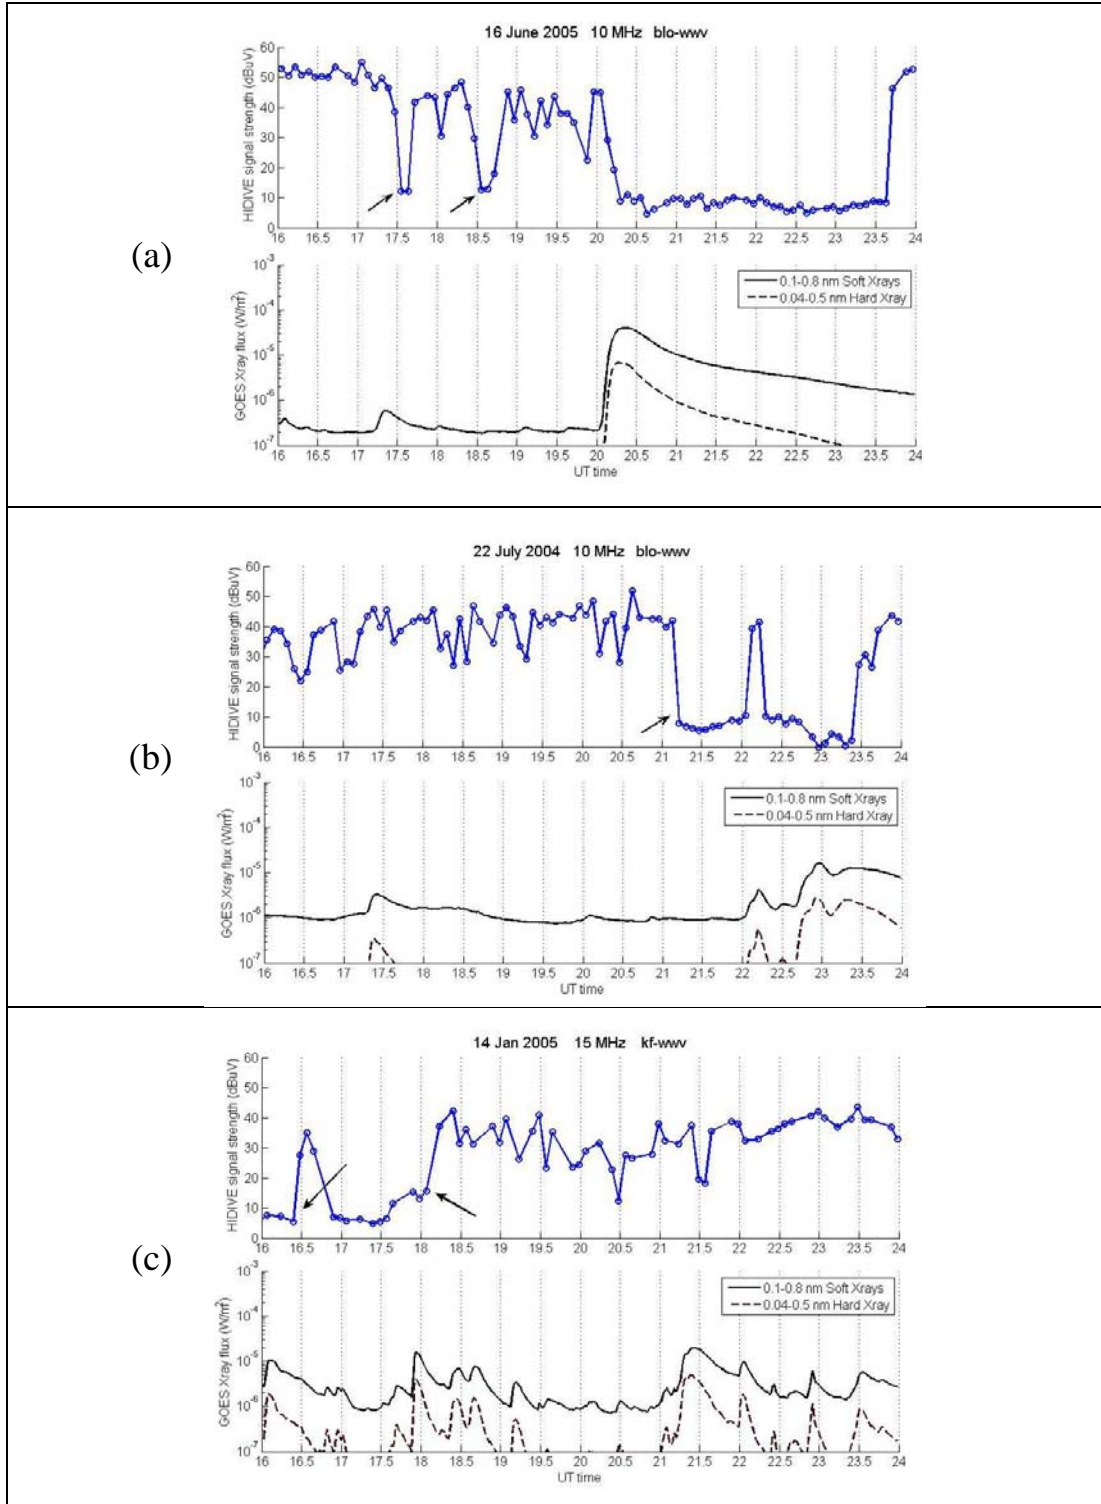 (a)
16 June 2005 10 MHz blo-wwv
HIDIVE signal strength (dBuV)
60
50
40
30
20
10
0
16 16.5 17 17.5 18 18.5 19 19.5 20 20.5 21 21.5 22 22.5 23 23.5 24
GOES Xray flux (W/m²)
10⁻³
10⁻⁴
10⁻⁵
10⁻⁶
10⁻⁷
0.1-0.8 nm Soft Xrays
0.04-0.5 nm Hard Xray
16 16.5 17 17.5 18 18.5 19 19.5 20 20.5 21 21.5 22 22.5 23 23.5 24
UT time
(b)
22 July 2004 10 MHz blo-wwv
HIDIVE signal strength (dBuV)
60
50
40
30
20
10
0
16 16.5 17 17.5 18 18.5 19 19.5 20 20.5 21 21.5 22 22.5 23 23.5 24
GOES Xray flux (W/m²)
10⁻³
10⁻⁴
10⁻⁵
10⁻⁶
10⁻⁷
0.1-0.8 nm Soft Xrays
0.04-0.5 nm Hard Xray
16 16.5 17 17.5 18 18.5 19 19.5 20 20.5 21 21.5 22 22.5 23 23.5 24
UT time
(c)
14 Jan 2005 15 MHz kf-wwv
HIDIVE signal strength (dBuV)
60
50
40
30
20
10
0
16 16.5 17 17.5 18 18.5 19 19.5 20 20.5 21 21.5 22 22.5 23 23.5 24
GOES Xray flux (W/m²)
10⁻³
10⁻⁴
10⁻⁵
10⁻⁶
10⁻⁷
0.1-0.8 nm Soft Xrays
0.04-0.5 nm Hard Xray
16 16.5 17 17.5 18 18.5 19 19.5 20 20.5 21 21.5 22 22.5 23 23.5 24
UT time